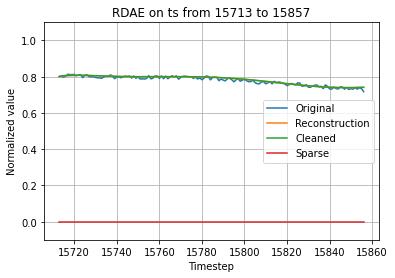 RDAE on ts from 15713 to 15857
1.0
0.8
0.6
0.4
0.2
0.0
Normalized value
Original
Reconstruction
Cleaned
Sparse
15720 15740 15760 15780 15800 15820 15840 15860
Timestep